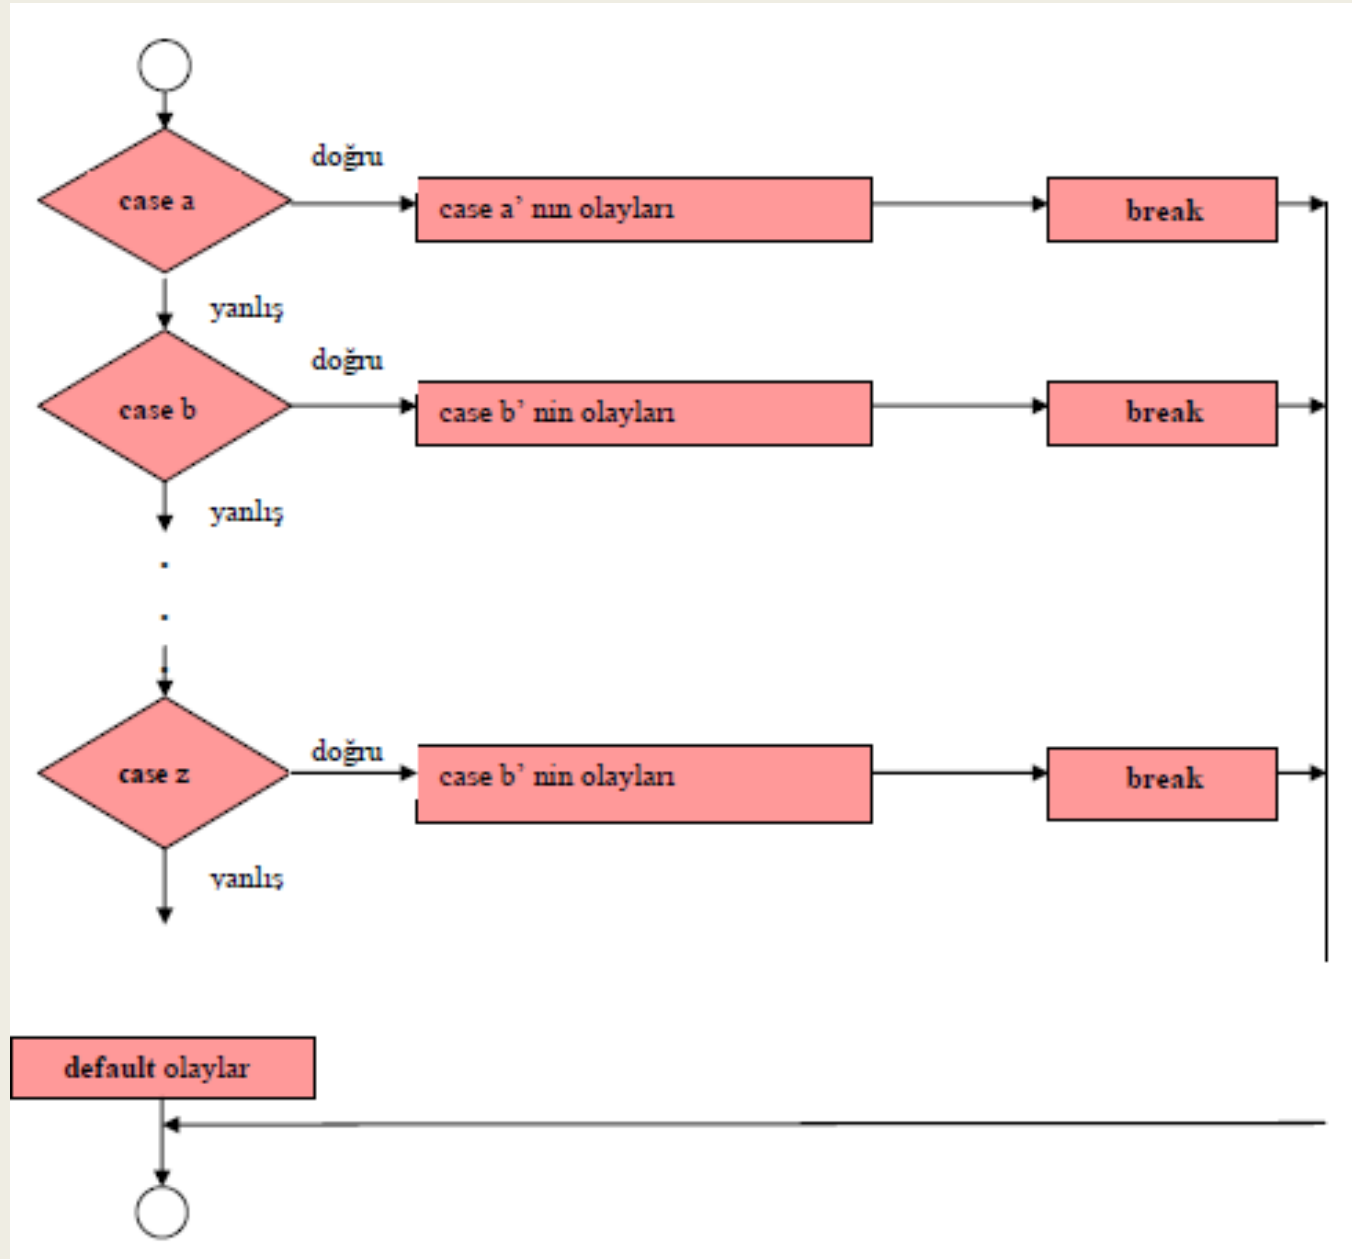 doğru
case a
case a’ nın olayları
break
yanlış
doğru
case b
case b’ nin olayları
break
yanlış
doğru
case z
case b’ nin olayları
break
yanlış
default olaylar